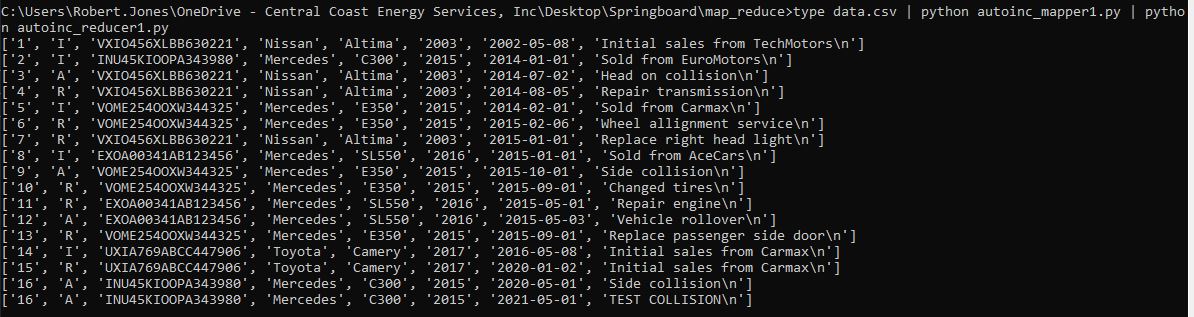 C:\Users\Robert.Jones\OneDrive - Central Coast Energy Services, Inc\Desktop\Springboard\map_reduce>type data.csv | python autoinc_mapper1.py | pytho
n autoinc_reducer1.py
['1', 'I', 'VXIO456XLBB630221', 'Nissan', 'Altima', '2003', '2002-05-08', 'Initial sales from TechMotors\n']
['2', 'I', 'INU45KIOOPA343980', 'Mercedes', 'C300', '2015', '2014-01-01', 'Sold from EuroMotors\n']
['3', 'A', 'VXIO456XLBB630221', 'Nissan', 'Altima', '2003', '2014-07-02', 'Head on collision\n']
['4', 'R', 'VXIO456XLBB630221', 'Nissan', 'Altima', '2003', '2014-08-05', 'Repair transmission\n']
['5', 'I', 'VOME254OOXW344325', 'Mercedes', 'E350', '2015', '2014-02-01', 'Sold from Carmax\n']
['6', 'R', 'VOME254OOXW344325', 'Mercedes', 'E350', '2015', '2015-02-06', 'Wheel allignment service\n']
['7', 'R', 'VXIO456XLBB630221', 'Nissan', 'Altima', '2003', '2015-01-01', 'Replace right head light\n']
['8', 'I', 'EXOA00341AB123456', 'Mercedes', 'SL550', '2016', '2015-01-01', 'Sold from AceCars\n']
['9', 'A', 'VOME254OOXW344325', 'Mercedes', 'E350', '2015', '2015-10-01', 'Side collision\n']
['10', 'R', 'VOME254OOXW344325', 'Mercedes', 'E350', '2015', '2015-09-01', 'Changed tires\n']
['11', 'R', 'EXOA00341AB123456', 'Mercedes', 'SL550', '2016', '2015-05-01', 'Repair engine\n']
['12', 'A', 'EXOA00341AB123456', 'Mercedes', 'SL550', '2016', '2015-05-03', 'Vehicle rollover\n']
['13', 'R', 'VOME254OOXW344325', 'Mercedes', 'E350', '2015', '2015-09-01', 'Replace passenger side door\n']
['14', 'I', 'UXIA769ABCC447906', 'Toyota', 'Camery', '2017', '2016-05-08', 'Initial sales from Carmax\n']
['15', 'R', 'UXIA769ABCC447906', 'Toyota', 'Camery', '2017', '2020-01-02', 'Initial sales from Carmax\n']
['16', 'A', 'INU45KIOOPA343980', 'Mercedes', 'C300', '2015', '2020-05-01', 'Side collision\n']
['16', 'A', 'INU45KIOOPA343980', 'Mercedes', 'C300', '2015', '2021-05-01', 'TEST COLLISION\n']